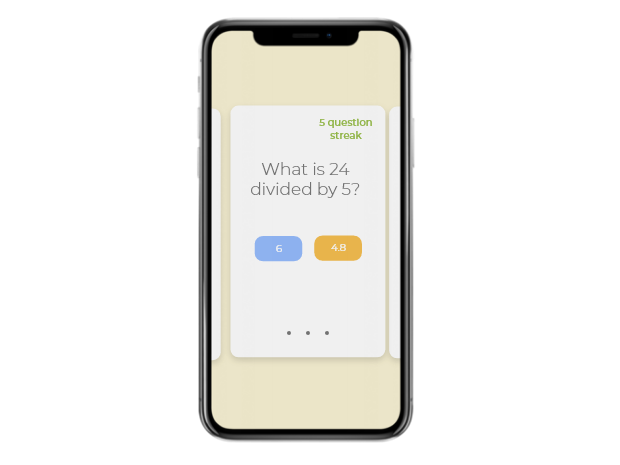 5 question
streak
What is 24
divided by 5?
6
4.8